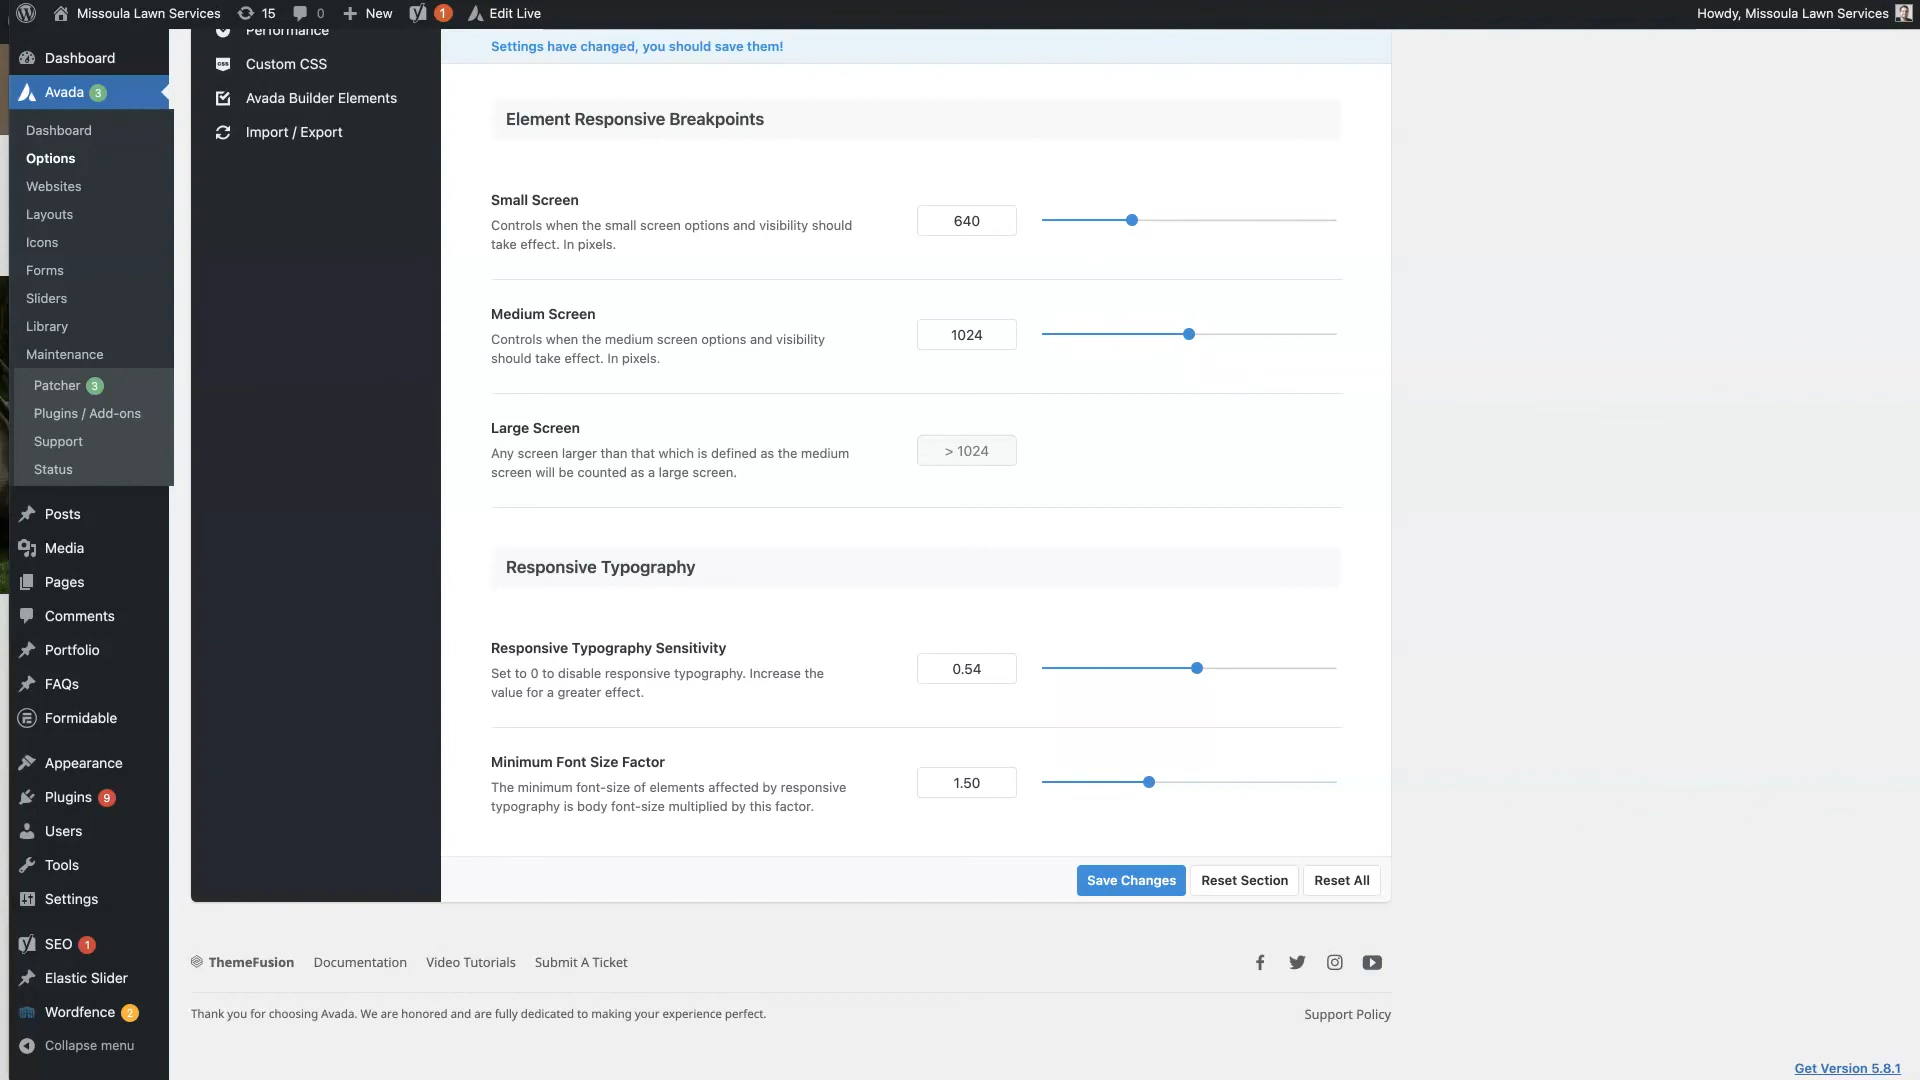 Missoula Lawn Services
15
0
New
1
Edit Live
Howdy, Missoula Lawn Services
Dashboard
Avada 3
Dashboard
Options
Websites
Layouts
Icons
Forms
Sliders
Library
Maintenance
Patcher 3
Plugins / Add-ons
Support
Status
Posts
Media
Pages
Comments
Portfolio
FAQs
Formidable
Appearance
Plugins 9
Users
Tools
Settings
SEO 1
Elastic Slider
Wordfence 2
Collapse menu
Performance
Custom CSS
Avada Builder Elements
Import / Export
Settings have changed, you should save them!
Element Responsive Breakpoints
Small Screen
Controls when the small screen options and visibility should
take effect. In pixels.
640
Medium Screen
Controls when the medium screen options and visibility
should take effect. In pixels.
1024
Large Screen
Any screen larger than that which is defined as the medium
screen will be counted as a large screen.
> 1024
Responsive Typography
Responsive Typography Sensitivity
Set to 0 to disable responsive typography. Increase the
value for a greater effect.
0.54
Minimum Font Size Factor
The minimum font-size of elements affected by responsive
typography is body font-size multiplied by this factor.
1.50
Save Changes
Reset Section
Reset All
ThemeFusion
Documentation
Video Tutorials
Submit A Ticket
Thank you for choosing Avada. We are honored and are fully dedicated to making your experience perfect.
Support Policy
Get Version 5.8.1